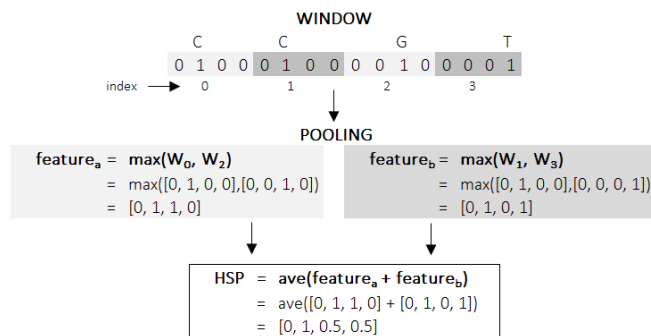 WINDOW
C C G T
0 1 0 0 0 1 0 0 0 0 1 0 0 0 0 1
index 0 1 2 3
POOLING
featureₐ = max(W₀, W₂)
= max([0, 1, 0, 0],[0, 0, 1, 0])
= [0, 1, 1, 0]
feature_b = max(W₁, W₃)
= max([0, 1, 0, 0],[0, 0, 0, 1])
= [0, 1, 0, 1]
HSP = ave(featureₐ + feature_b)
= ave([0, 1, 1, 0] + [0, 1, 0, 1])
= [0, 1, 0.5, 0.5]